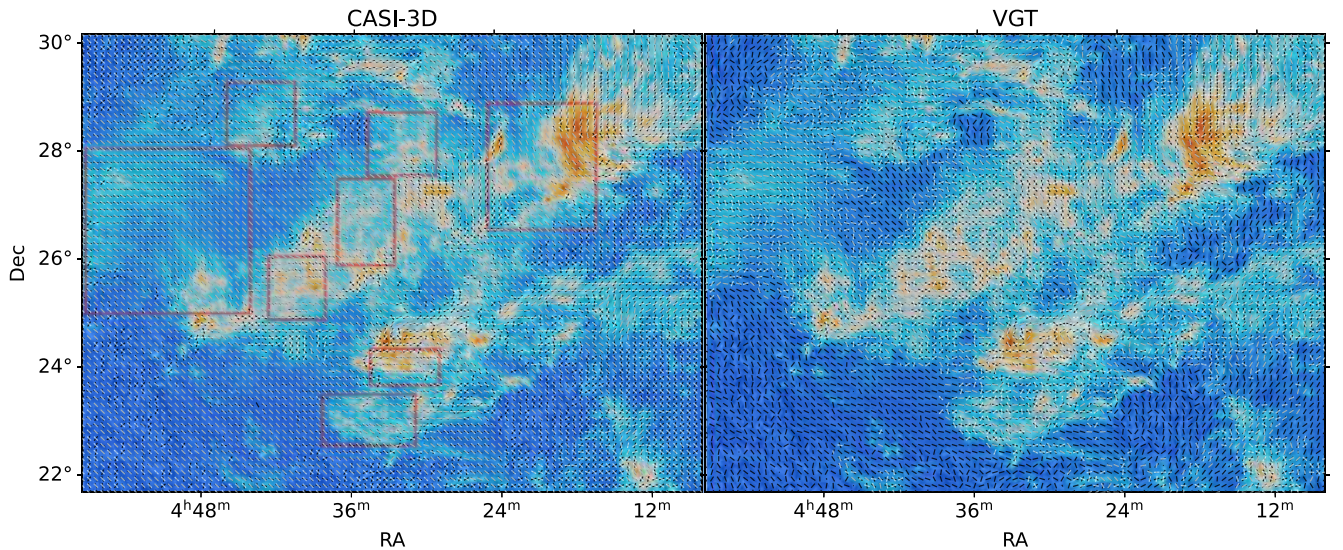 CASI-3D
VGT
30°
28°
26°
24°
22°
Dec
4ʰ48ᵐ
36ᵐ
24ᵐ
12ᵐ
4ʰ48ᵐ
36ᵐ
24ᵐ
12ᵐ
RA
RA